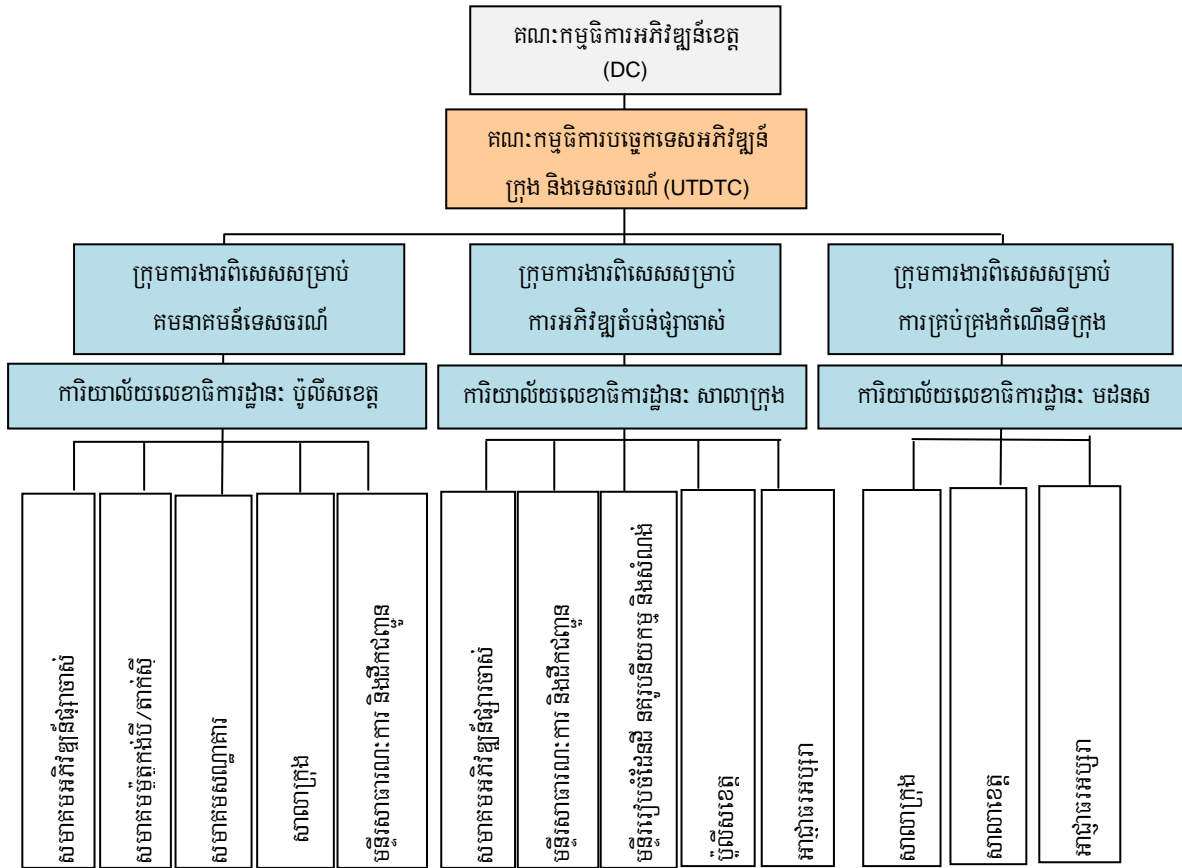 គណៈកម្មធិការអភិវឌ្ឍន៍ខេត្ត
(DC)
គណៈកម្មធិការបច្ចេកទេសអភិវឌ្ឍន៍
ក្រុង និងទេសចរណ៍ (UTDTC)
ក្រុមការងារពិសេសសម្រាប់
គមនាគមន៍ទេសចរណ៍
ក្រុមការងារពិសេសសម្រាប់
ការអភិវឌ្ឍតំបន់ផ្សាចាស់
ក្រុមការងារពិសេសសម្រាប់
ការគ្រប់គ្រងកំណើនទីក្រុង
ការិយាល័យលេខាធិការដ្ឋានៈ ប៉ូលីសខេត្ត
ការិយាល័យលេខាធិការដ្ឋានៈ សាលាក្រុង
ការិយាល័យលេខាធិការដ្ឋានៈ មដនស
សមាគមអភិវឌ្ឍន៍ផ្សាចាស់
សមាគមម៉ូតូកង់បី/តាក់ស៊ី
សមាគមសណ្ឋាគារ
សាលាក្រុង
មន្ទីរសាធារណៈការ និងដឹកជញ្ជូន
សមាគមអភិវឌ្ឍន៍ផ្សារចាស់
មន្ទីរសាធារណៈការ និងដឹកជញ្ជូន
មន្ទីររៀបចំដែនដី នគរូបនីយកម្ម និងសំណង់
ប៉ូលីសខេត្ត
អាជ្ញាធរអប្សរា
សាលាក្រុង
សាលាខេត្ត
អាជ្ញាធរអប្សរា